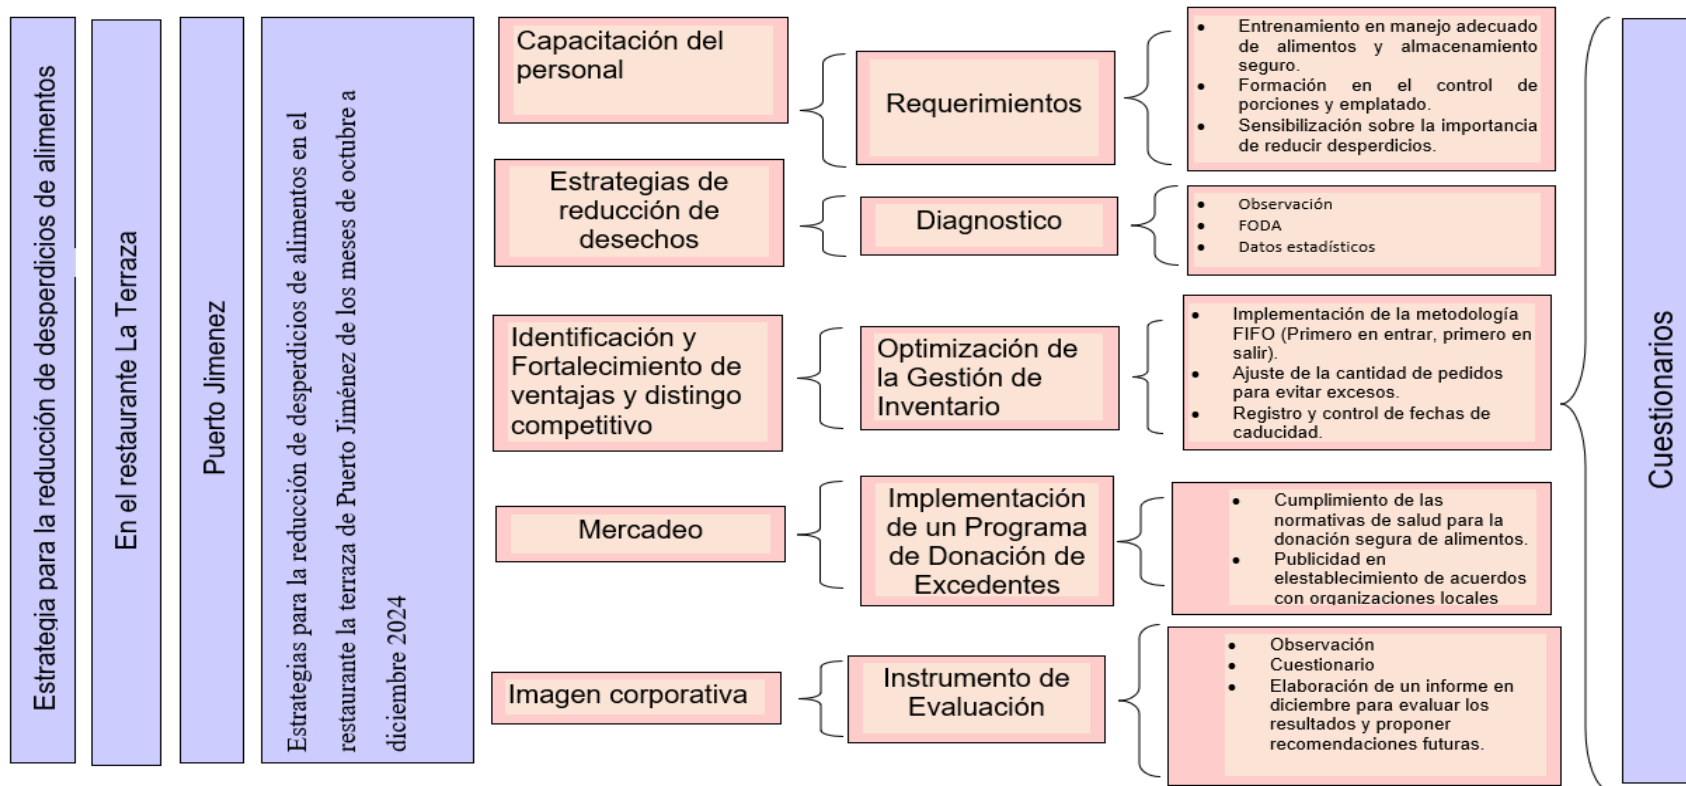 Estrategia para la reducción de desperdicios de alimentos
En el restaurante La Terraza
Puerto Jimenez
Estrategias para la reducción de desperdicios de alimentos en el
restaurante la terraza de Puerto Jiménez de los meses de octubre a
diciembre 2024
Capacitación del
personal
Requerimientos
• Entrenamiento en manejo adecuado
de alimentos y almacenamiento
seguro.
• Formación en el control de
porciones y emplatado.
• Sensibilización sobre la importancia
de reducir desperdicios.
Estrategias de
reducción de
desechos
Diagnostico
• Observación
• FODA
• Datos estadísticos
Identificación y
Fortalecimiento de
ventajas y distingo
competitivo
Optimización de
la Gestión de
Inventario
• Implementación de la metodología
FIFO (Primero en entrar, primero en
salir).
• Ajuste de la cantidad de pedidos
para evitar excesos.
• Registro y control de fechas de
caducidad.
Mercadeo
Implementación
de un Programa
de Donación de
Excedentes
• Cumplimiento de las
normativas de salud para la
donación segura de alimentos.
• Publicidad en
elestablecimiento de acuerdos
con organizaciones locales
Imagen corporativa
Instrumento de
Evaluación
• Observación
• Cuestionario
• Elaboración de un informe en
diciembre para evaluar los
resultados y proponer
recomendaciones futuras.
Cuestionarios